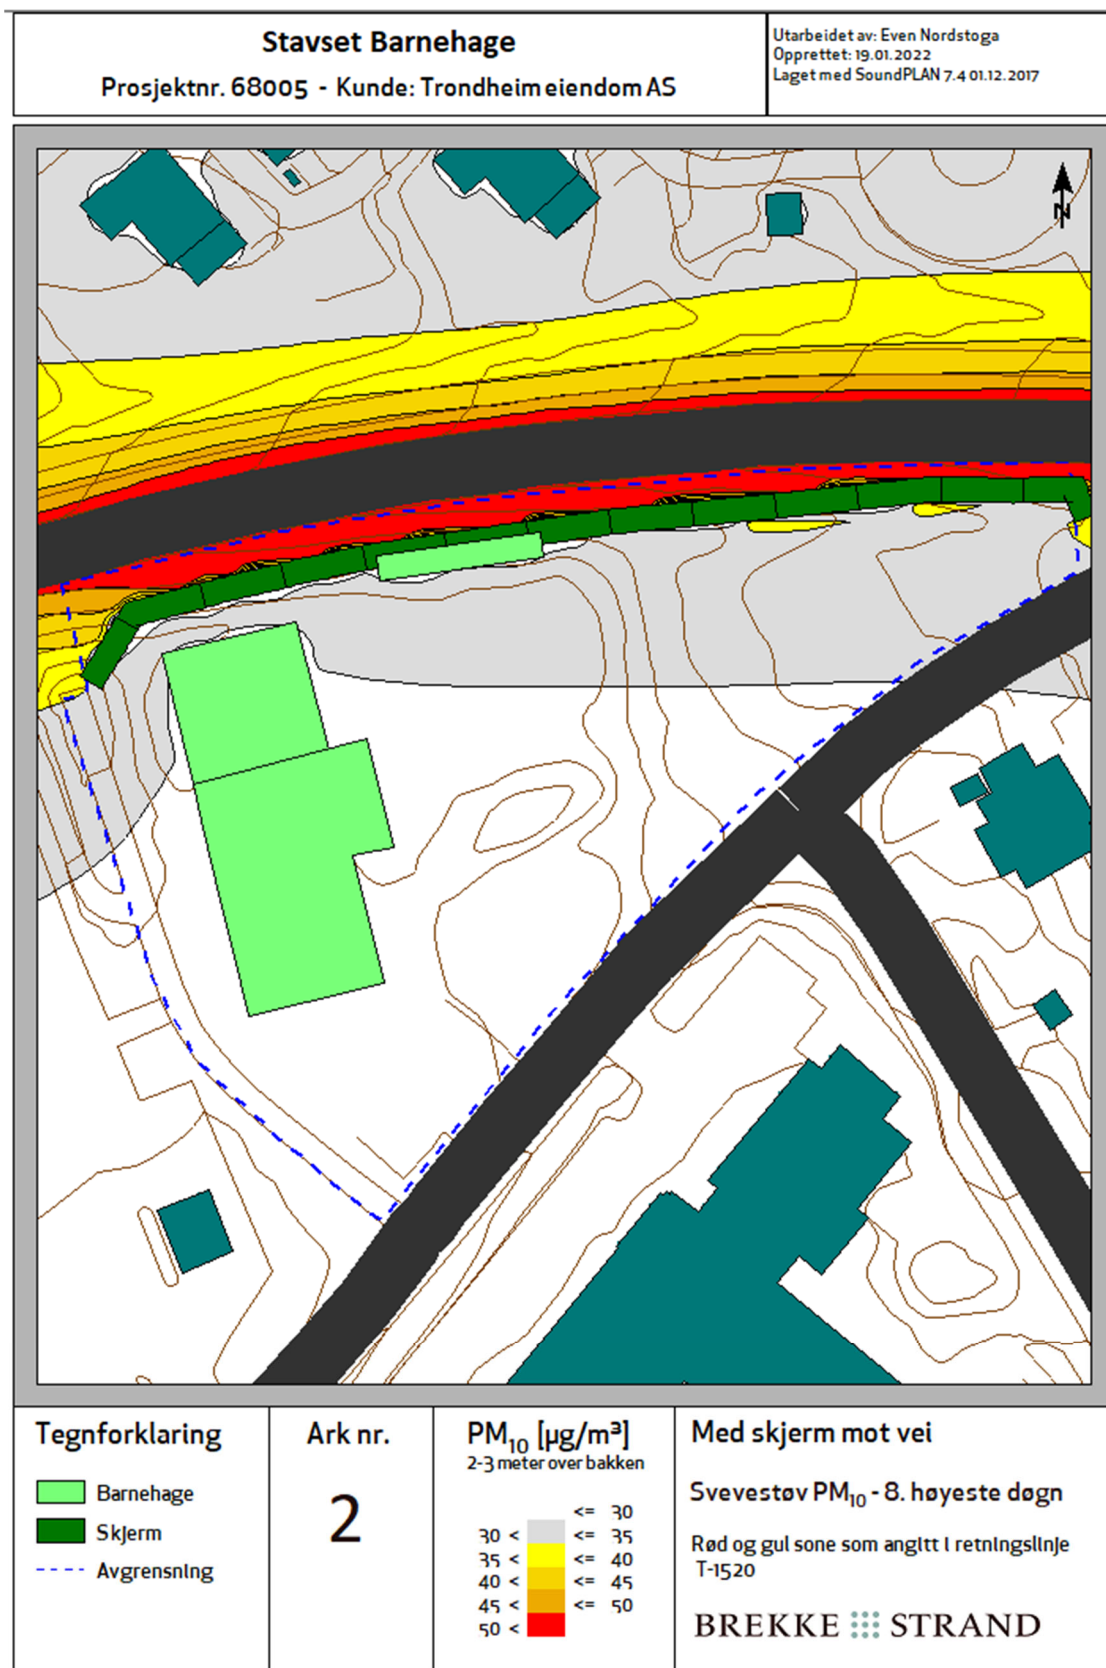 Stavset Barnehage
Prosjektnr. 68005 - Kunde: Trondheim eiendom AS
Utarbeidet av: Even Nordstoga
Opprettet: 19.01.2022
Laget med SoundPLAN 7.4 01.12.2017
N
Tegnforklaring
Barnehage
Skjerm
Avgrensning
Ark nr.
2
PM10 [µg/m³]
2-3 meter over bakken
<= 30
30 < <= 35
35 < <= 40
40 < <= 45
45 < <= 50
50 <
Med skjerm mot vei
Svevestøv PM10 - 8. høyeste døgn
Rød og gul sone som angitt i retningslinje
T-1520
BREKKE STRAND